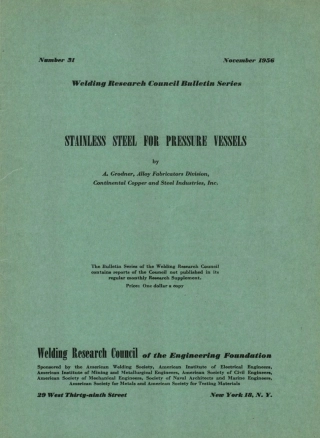 Number 31 November 1956
Welding Research Council Bulletin Series
STAINLESS STEEL FOR PRESSURE VESSELS
by
A. Grodner, Alloy Fabricators Division,
Continental Copper and Steel Industries, Inc.
The Bulletin Series of the Welding Research Council
contains reports of the Council not published in its
regular monthly Research Supplement.
Price: One dollar a copy
Welding Research Council of the Engineering Foundation
Sponsored by the American Welding Society, American Institute of Electrical Engineers,
American Institute of Mining and Metallurgical Engineers, American Society of Civil Engineers,
American Society of Mechanical Engineers, Society of Naval Architects and Marine Engineers,
American Society for Metals and American Society for Testing Materials
29 West Thirty-ninth Street New York 18, N. Y.